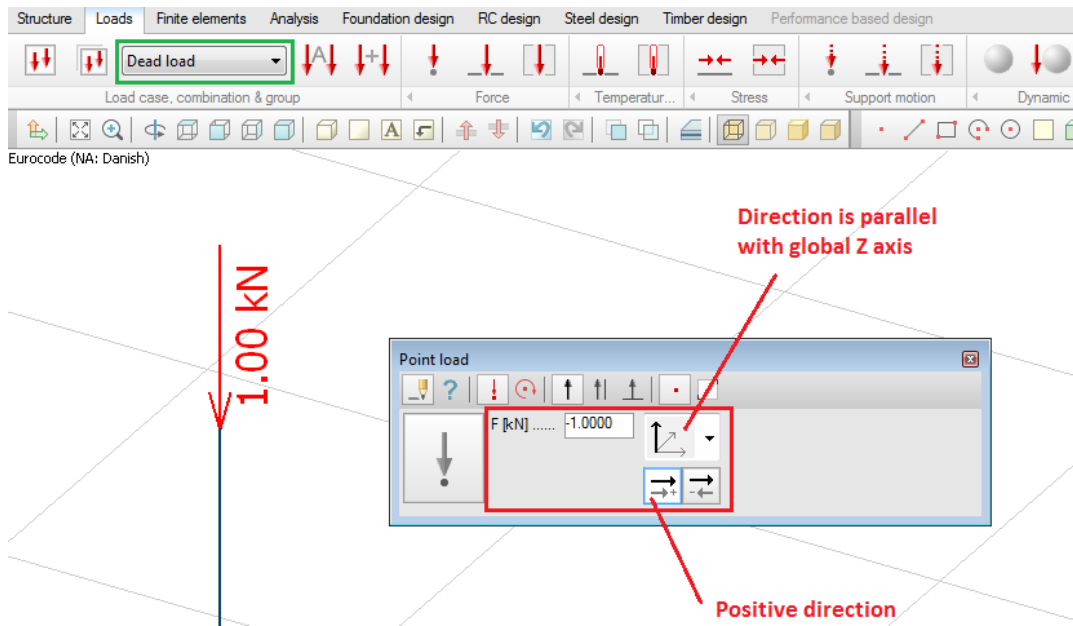 Structure Loads Finite elements Analysis Foundation design RC design Steel design Timber design Performance based design
Dead load
A
Load case, combination & group Force Temperatur... Stress Support motion Dynamic
A
Eurocode (NA: Danish)
Direction is parallel
with global Z axis
1.00 kN
Point load
?
F [kN] ...... -1.0000
Positive direction